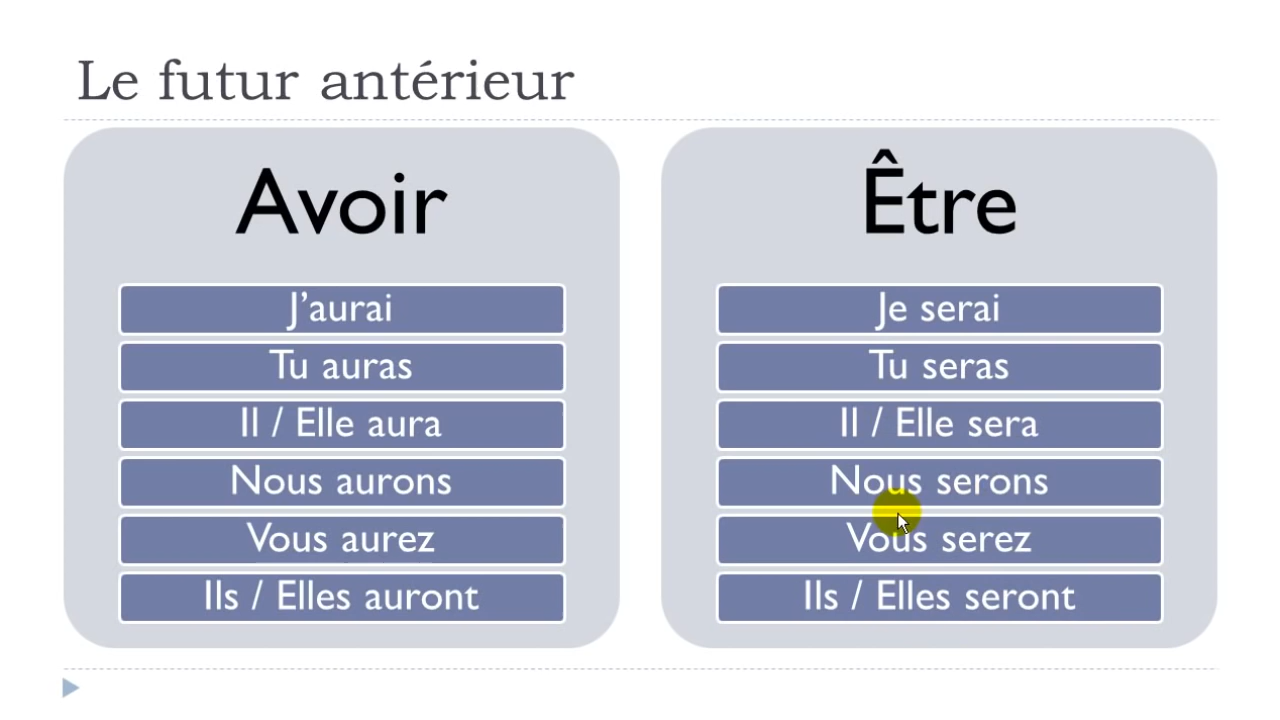 Le futur antérieur
Avoir
J’aurai
Tu auras
Il / Elle aura
Nous aurons
Vous aurez
Ils / Elles auront
Être
Je serai
Tu seras
Il / Elle sera
Nous serons
Vous serez
Ils / Elles seront